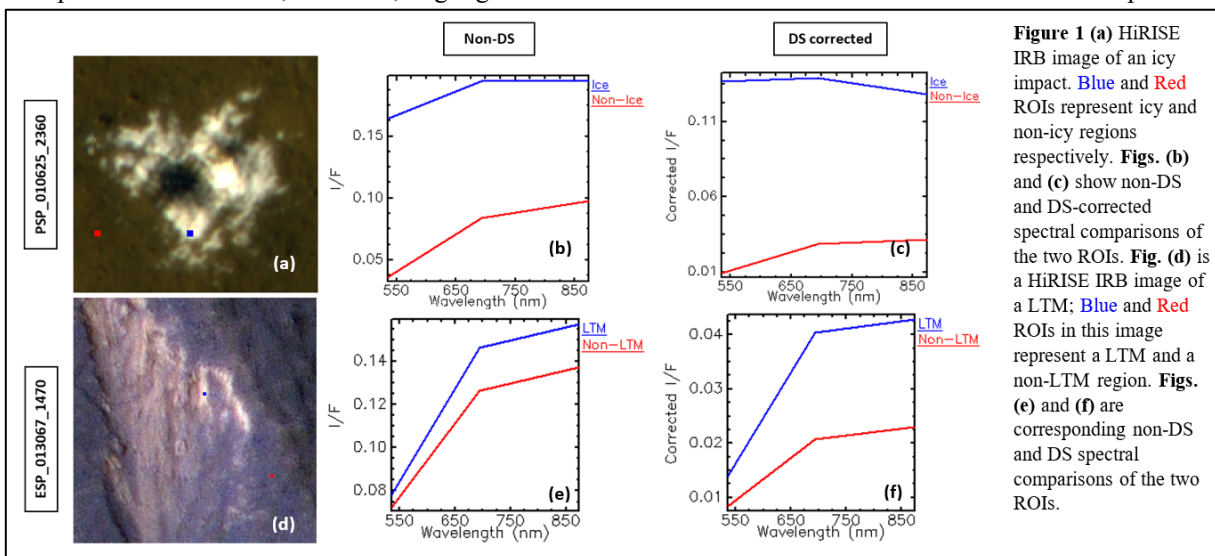 Non-DS
DS corrected
PSP_010625_2360
(a)
Ice
Non-Ice
0.15
0.10
0.05
I/F
550 650 750 850
Wavelength (nm)
(b)
Ice
Non-Ice
0.11
0.06
0.01
Corrected I/F
550 650 750 850
Wavelength (nm)
(c)
ESP_013067_1470
(d)
LTM
Non-LTM
0.14
0.12
0.10
0.08
I/F
550 650 750 850
Wavelength (nm)
(e)
LTM
Non-LTM
0.04
0.03
0.02
0.01
Corrected I/F
550 650 750 850
Wavelength (nm)
(f)
Figure 1 (a) HiRISE
IRB image of an icy
impact. Blue and Red
ROIs represent icy and
non-icy regions
respectively. Figs. (b)
and (c) show non-DS
and DS-corrected
spectral comparisons of
the two ROIs. Fig. (d) is
a HiRISE IRB image of
a LTM; Blue and Red
ROIs in this image
represent a LTM and a
non-LTM region. Figs.
(e) and (f) are
corresponding non-DS
and DS spectral
comparisons of the two
ROIs.